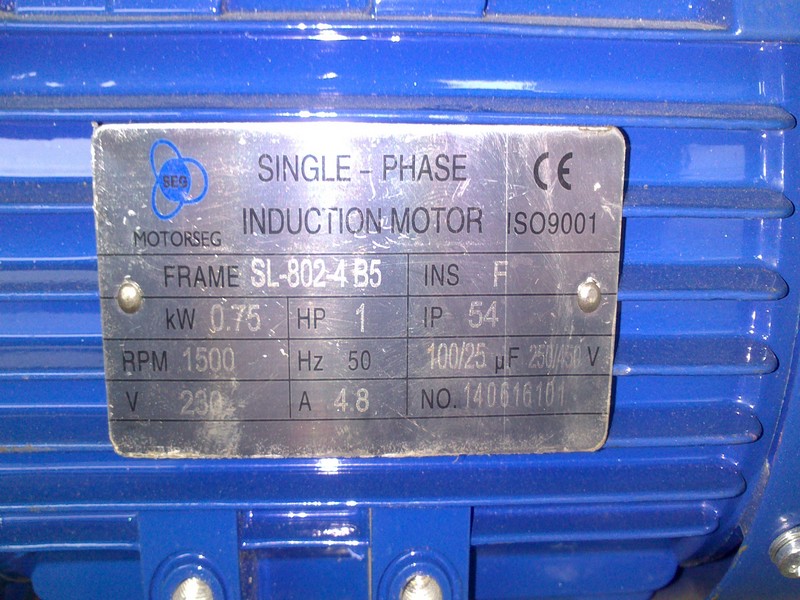 SEG
MOTORSEG
SINGLE - PHASE
INDUCTION MOTOR
CE
ISO9001
FRAME SL-802-4 B5 INS F
kW 0.75 HP 1 IP 54
RPM 1500 Hz 50 100/25 µF 250/450 V
V 230 A 4.8 NO. 140616101